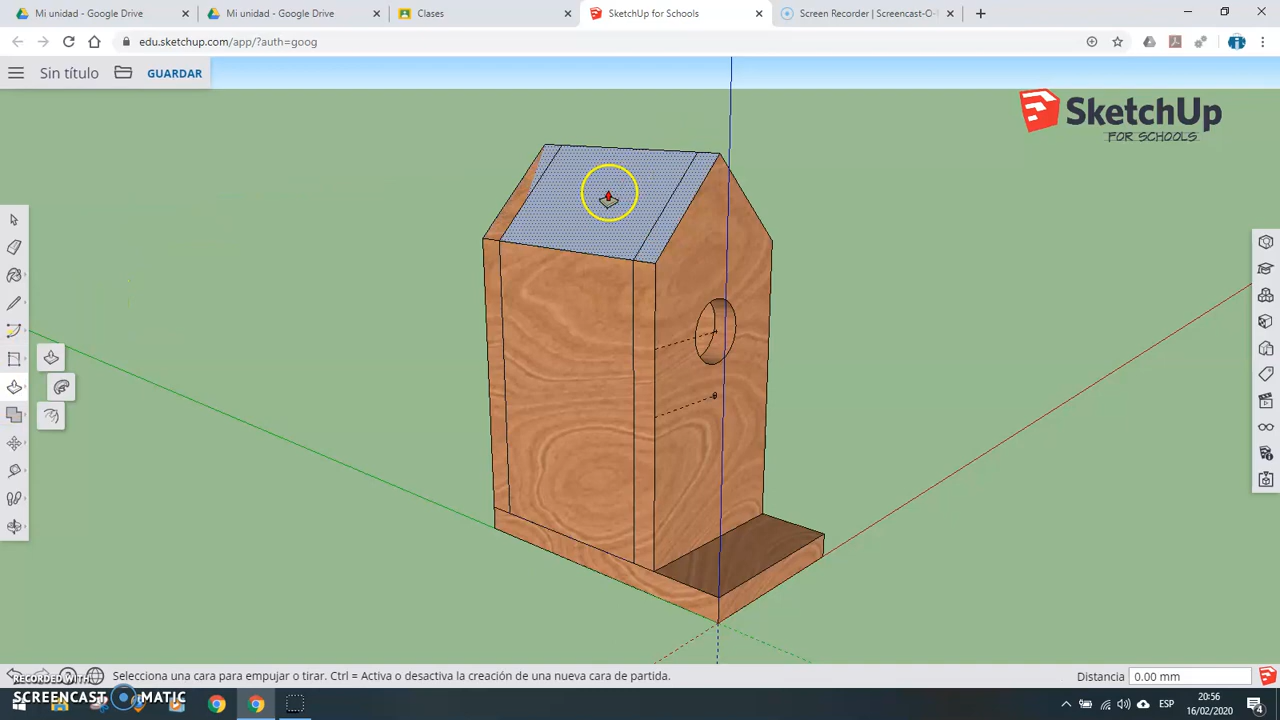 Mi unidad - Google Drive
Mi unidad - Google Drive
Clases
SketchUp for Schools
Screen Recorder | Screencast-O-
edu.sketchup.com/app/?auth=goog
Sin título
GUARDAR
SketchUp
FOR SCHOOLS
Selecciona una cara para empujar o tirar. Ctrl = Activa o desactiva la creación de una nueva cara de partida.
Distancia
0.00 mm
RECORDED WITH
SCREENCAST MATIC
ESP
20:56
16/02/2020
4